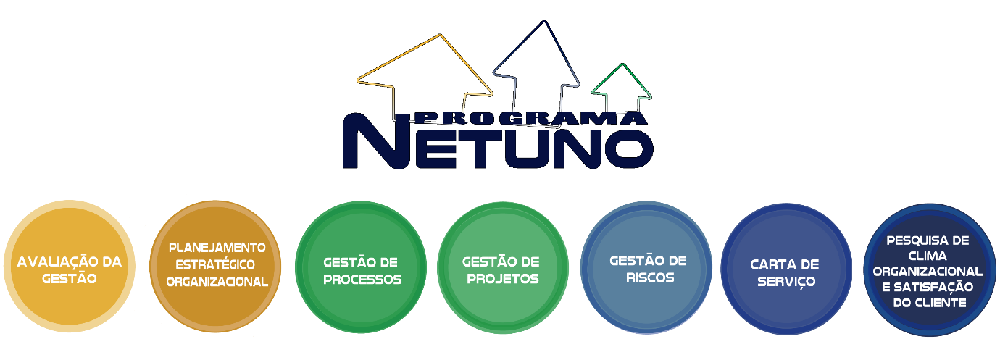 PROGRAMA
NETUNO
AVALIAÇÃO DA
GESTÃO
PLANEJAMENTO
ESTRATÉGICO
ORGANIZACIONAL
GESTÃO DE
PROCESSOS
GESTÃO DE
PROJETOS
GESTÃO DE
RISCOS
CARTA DE
SERVIÇO
PESQUISA DE
CLIMA
ORGANIZACIONAL
E SATISFAÇÃO
DO CLIENTE